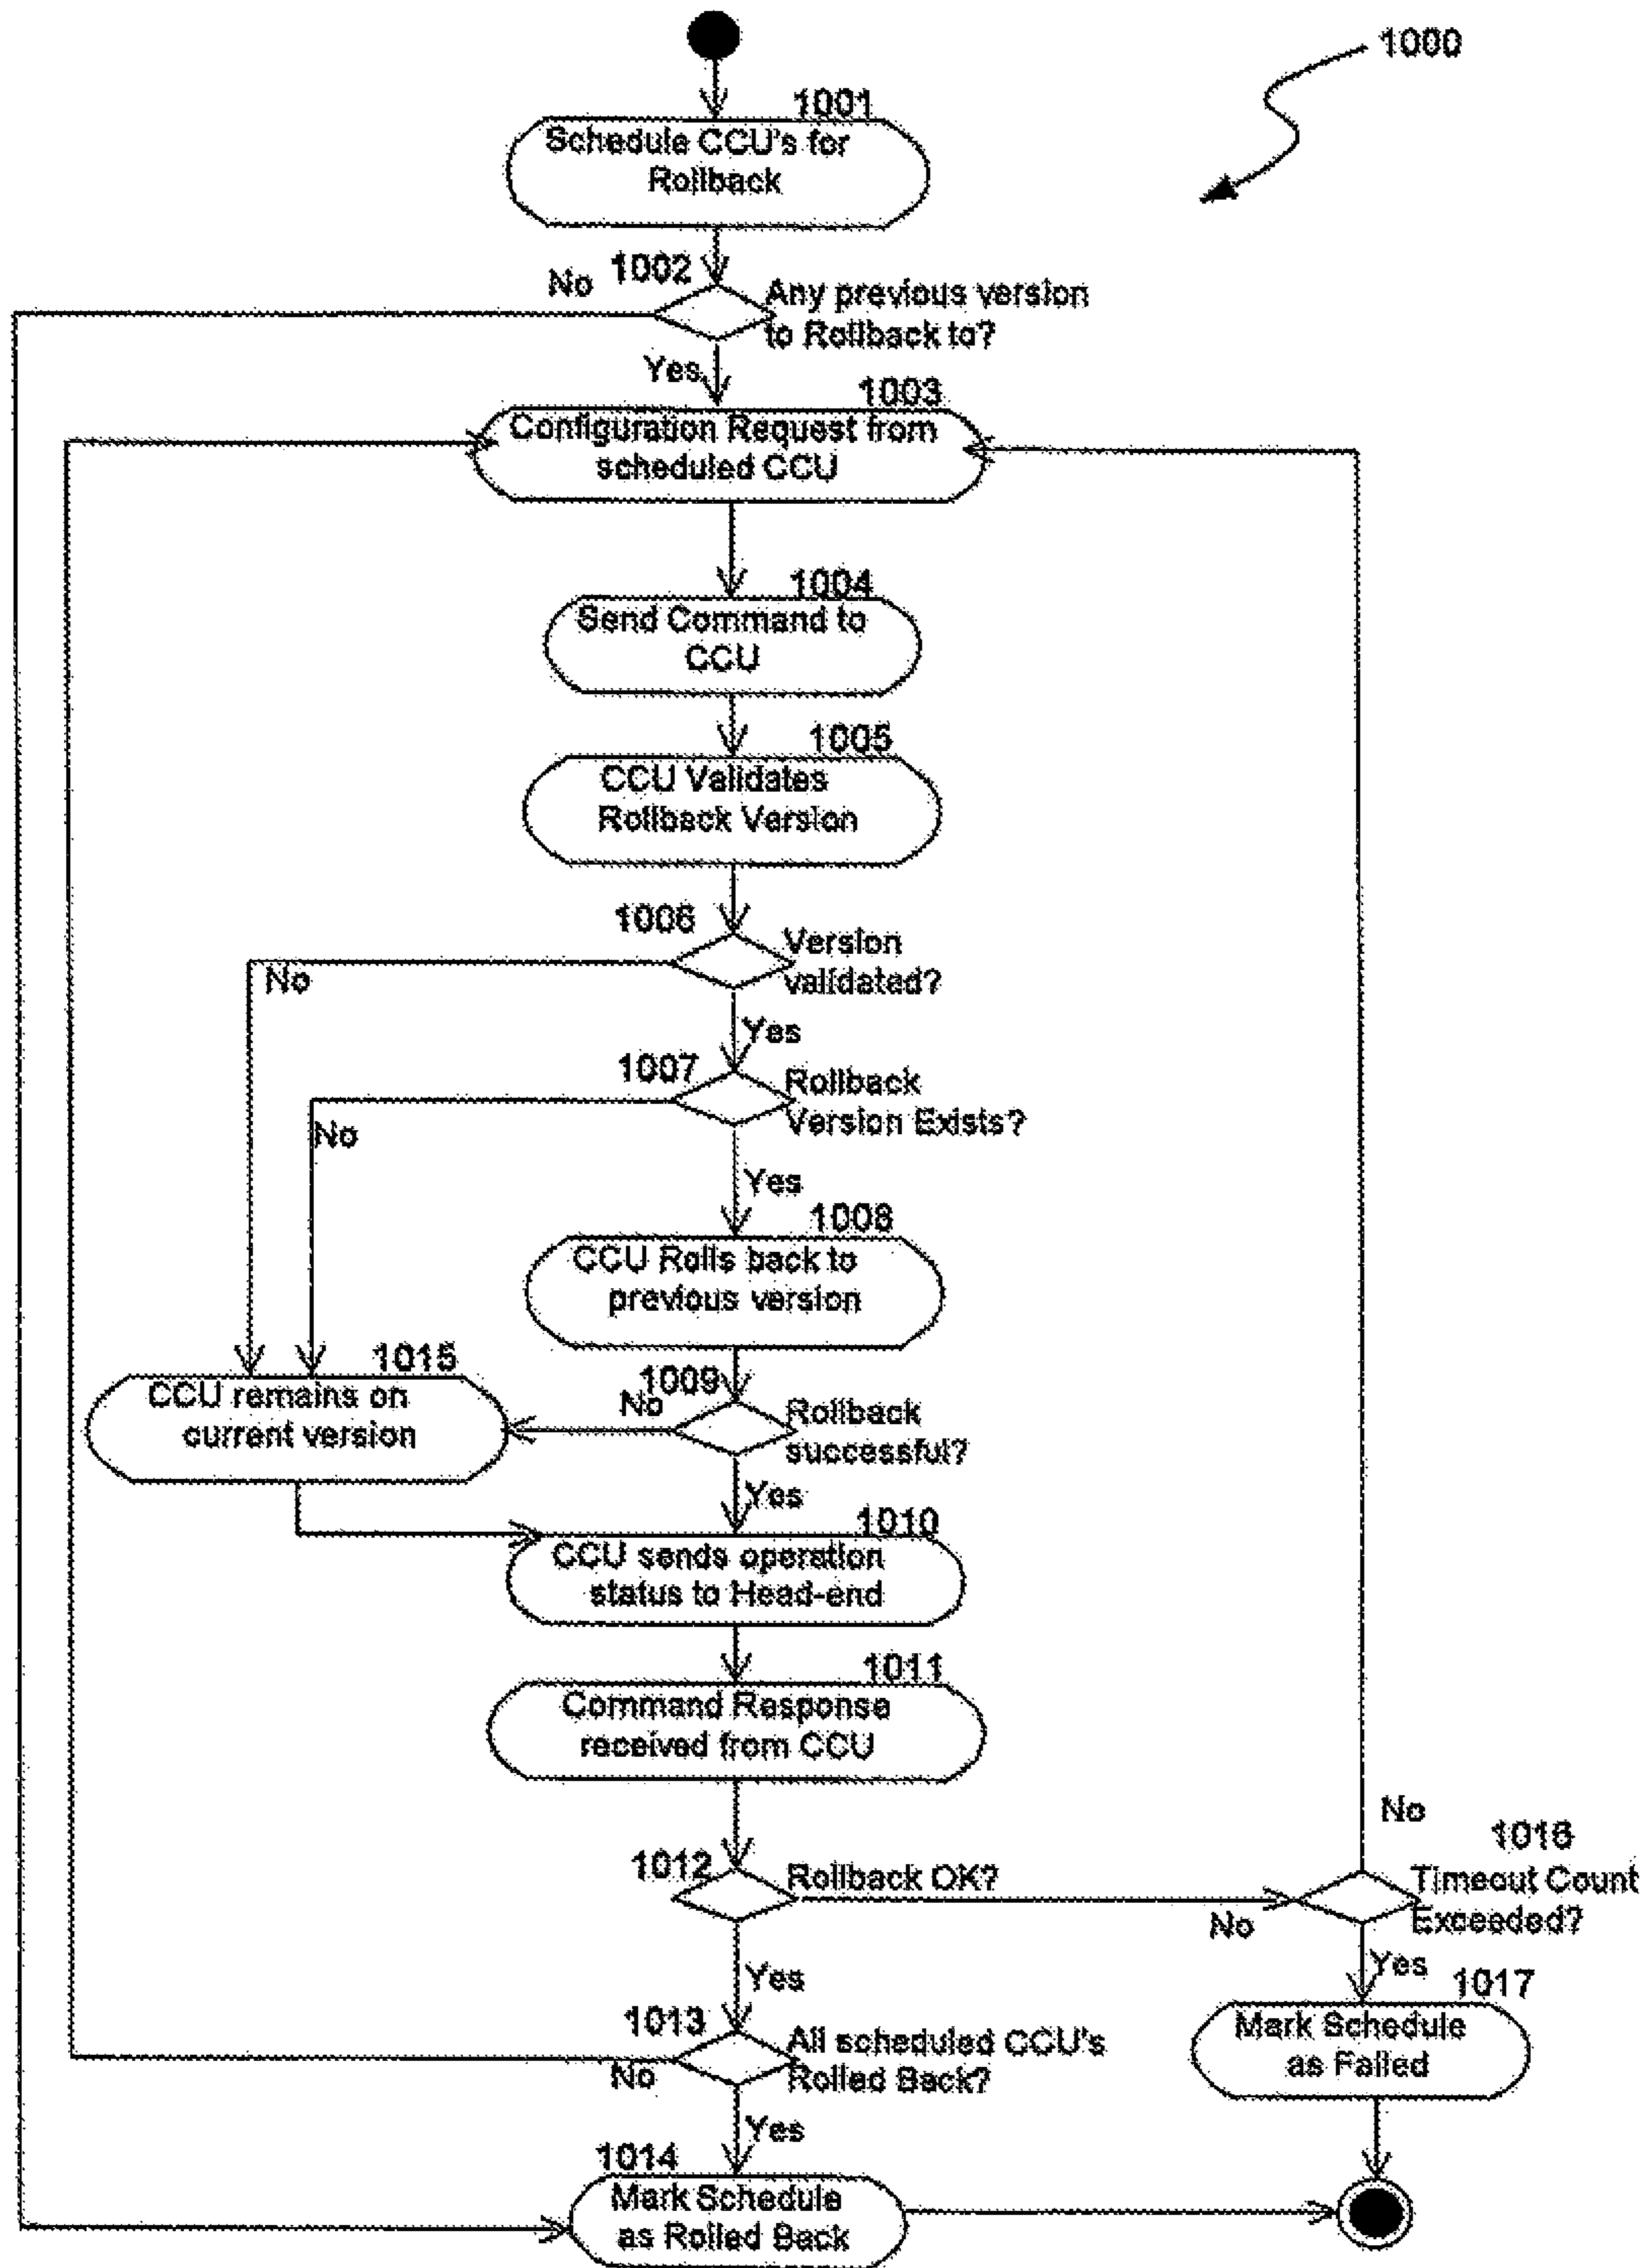 1000
1001
Schedule CCU's for
Rollback
1002
No
Any previous version
to Rollback to?
Yes
1003
Configuration Request from
scheduled CCU
1004
Send Command to
CCU
1005
CCU Validates
Rollback Version
1006
Version
validated?
No
Yes
1007
Rollback
Version Exists?
No
Yes
1008
CCU Rolls back to
previous version
1015
CCU remains on
current version
1009
No
Rollback
successful?
Yes
1010
CCU sends operation
status to Head-end
1011
Command Response
received from CCU
1012
Rollback OK?
No
Yes
No
1016
Timeout Count
Exceeded?
Yes
1017
Mark Schedule
as Failed
1013
All scheduled CCU's
Rolled Back?
No
Yes
1014
Mark Schedule
as Rolled Back